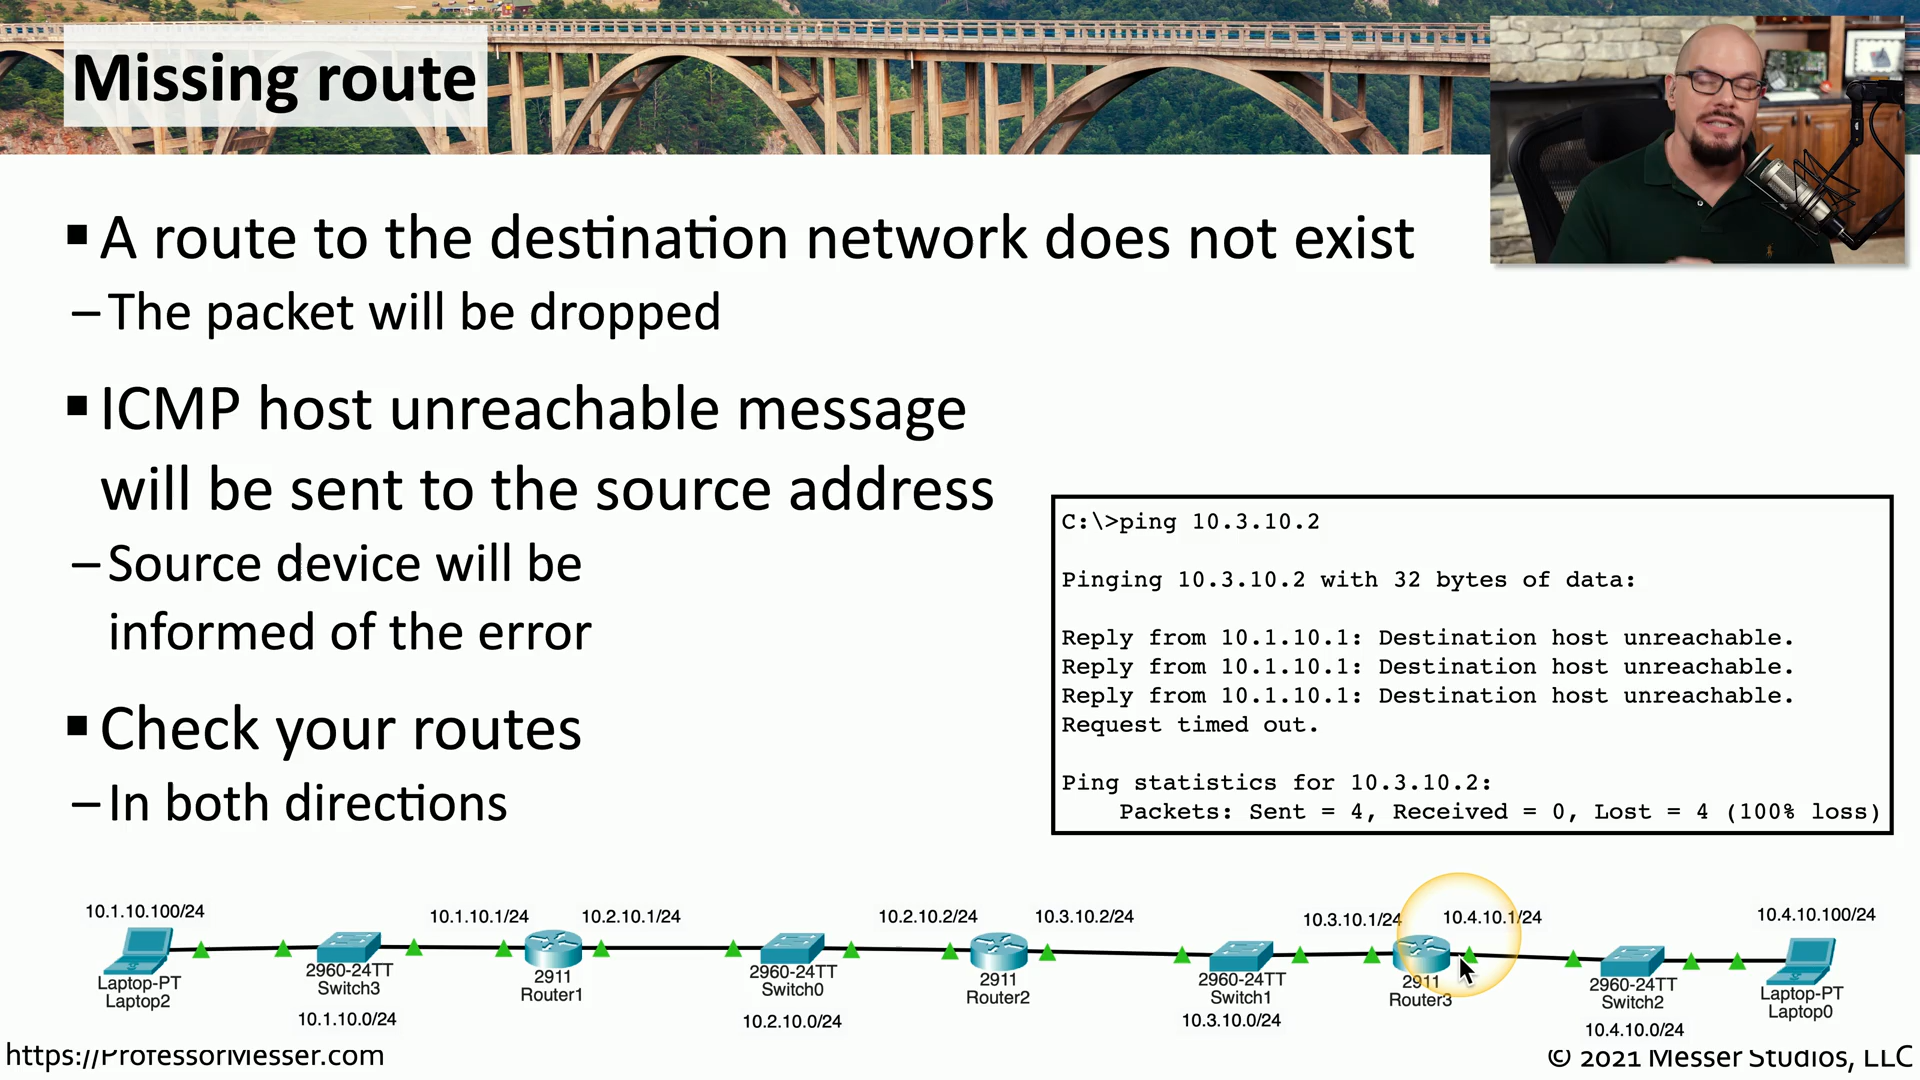 Missing route
▪ A route to the destination network does not exist
– The packet will be dropped
▪ ICMP host unreachable message
will be sent to the source address
– Source device will be
informed of the error
▪ Check your routes
– In both directions
C:\>ping 10.3.10.2
Pinging 10.3.10.2 with 32 bytes of data:
Reply from 10.1.10.1: Destination host unreachable.
Reply from 10.1.10.1: Destination host unreachable.
Reply from 10.1.10.1: Destination host unreachable.
Request timed out.
Ping statistics for 10.3.10.2:
Packets: Sent = 4, Received = 0, Lost = 4 (100% loss)
10.1.10.100/24 10.1.10.1/24 10.2.10.1/24 10.2.10.2/24 10.3.10.2/24 10.3.10.1/24 10.4.10.1/24 10.4.10.100/24
Laptop-PT 2960-24TT 2911 2960-24TT 2911 2960-24TT 2911 2960-24TT Laptop-PT
Laptop2 Switch3 Router1 Switch0 Router2 Switch1 Router3 Switch2 Laptop0
10.1.10.0/24 10.2.10.0/24 10.3.10.0/24 10.4.10.0/24
https://ProfessorMesser.com
© 2021 Messer Studios, LLC